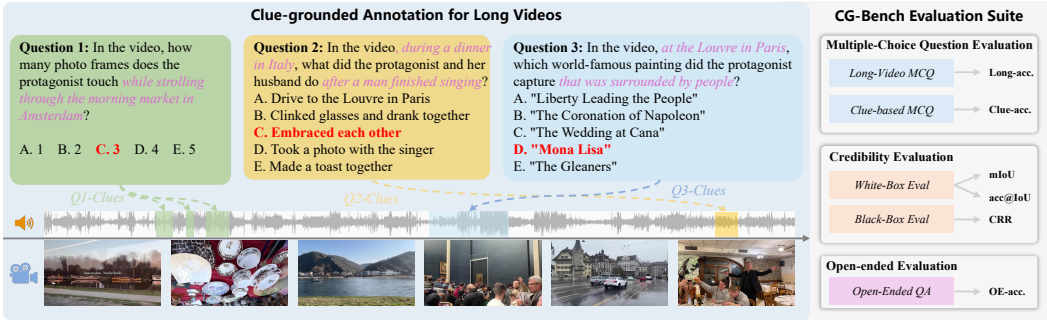 Clue-grounded Annotation for Long Videos
Question 1: In the video, how
many photo frames does the
protagonist touch while strolling
through the morning market in
Amsterdam?
A. 1 B. 2 C. 3 D. 4 E. 5
Question 2: In the video, during a dinner
in Italy, what did the protagonist and her
husband do after a man finished singing?
A. Drive to the Louvre in Paris
B. Clinked glasses and drank together
C. Embraced each other
D. Took a photo with the singer
E. Made a toast together
Question 3: In the video, at the Louvre in Paris,
which world-famous painting did the protagonist
capture that was surrounded by people?
A. "Liberty Leading the People"
B. "The Coronation of Napoleon"
C. "The Wedding at Cana"
D. "Mona Lisa"
E. "The Gleaners"
Q1-Clues
Q2-Clues
Q3-Clues
Amsterdam, Netherlands
CG-Bench Evaluation Suite
Multiple-Choice Question Evaluation
Long-Video MCQ Long-acc.
Clue-based MCQ Clue-acc.
Credibility Evaluation
White-Box Eval mIoU
acc@IoU
Black-Box Eval CRR
Open-ended Evaluation
Open-Ended QA OE-acc.